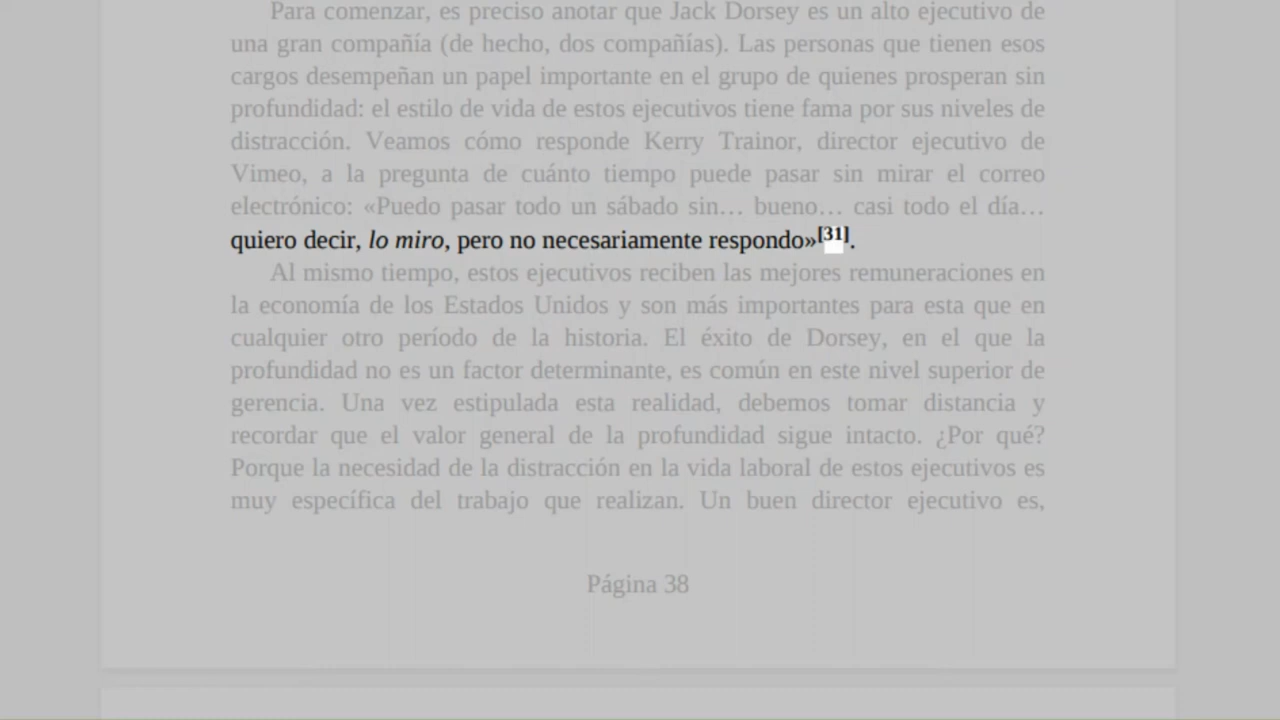 Para comenzar, es preciso anotar que Jack Dorsey es un alto ejecutivo de
una gran compañía (de hecho, dos compañías). Las personas que tienen esos
cargos desempeñan un papel importante en el grupo de quienes prosperan sin
profundidad: el estilo de vida de estos ejecutivos tiene fama por sus niveles de
distracción. Veamos cómo responde Kerry Trainor, director ejecutivo de
Vimeo, a la pregunta de cuánto tiempo puede pasar sin mirar el correo
electrónico: «Puedo pasar todo un sábado sin… bueno… casi todo el día…
quiero decir, lo miro, pero no necesariamente respondo»[31].
Al mismo tiempo, estos ejecutivos reciben las mejores remuneraciones en
la economía de los Estados Unidos y son más importantes para esta que en
cualquier otro período de la historia. El éxito de Dorsey, en el que la
profundidad no es un factor determinante, es común en este nivel superior de
gerencia. Una vez estipulada esta realidad, debemos tomar distancia y
recordar que el valor general de la profundidad sigue intacto. ¿Por qué?
Porque la necesidad de la distracción en la vida laboral de estos ejecutivos es
muy específica del trabajo que realizan. Un buen director ejecutivo es,
Página 38